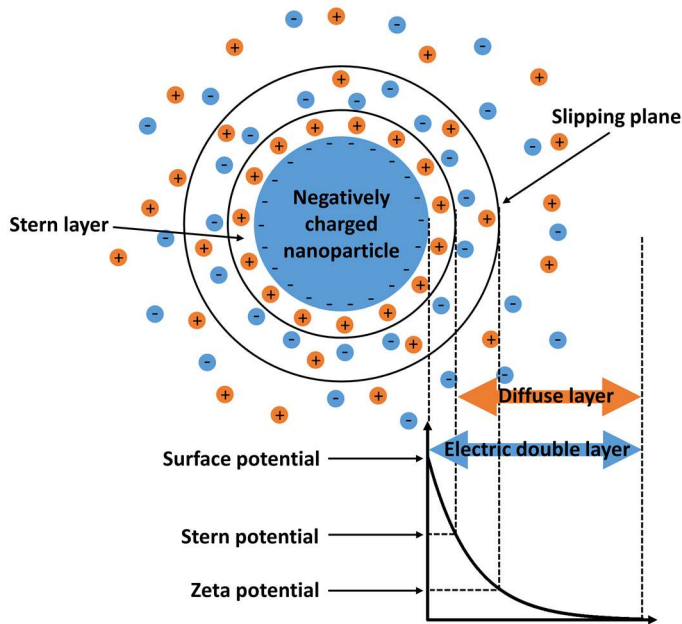 Slipping plane
Negatively
charged
nanoparticle
Stern layer
Diffuse layer
Electric double layer
Surface potential
Stern potential
Zeta potential